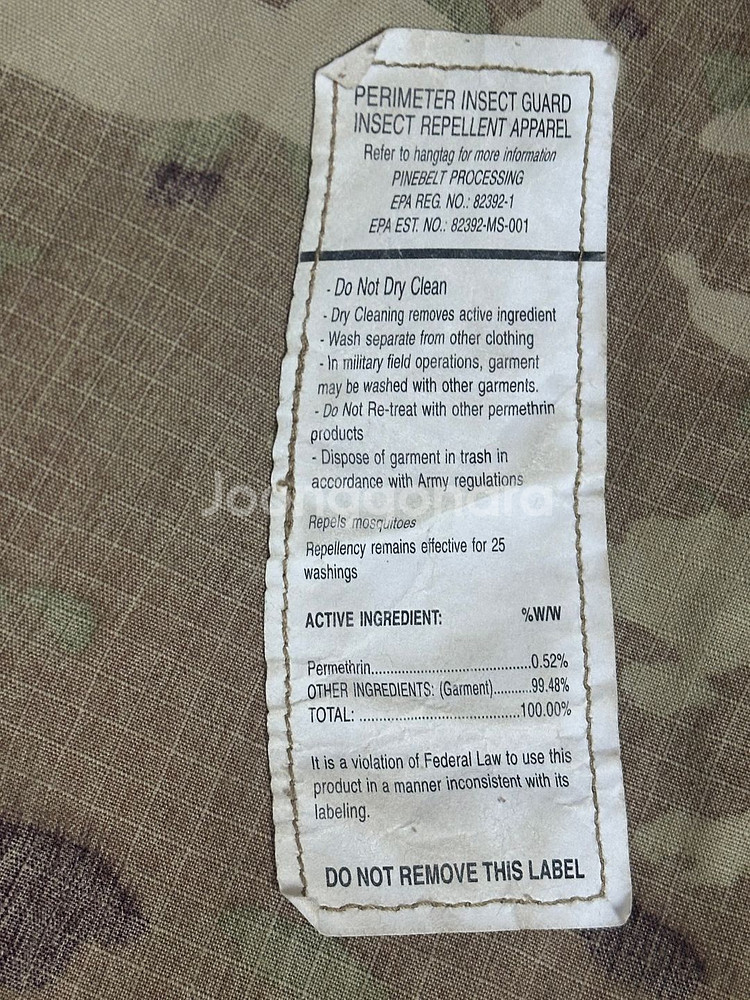 PERIMETER INSECT GUARD
INSECT REPELLENT APPAREL
Refer to hangtag for more information
PINEBELT PROCESSING
EPA REG. NO.: 82392-1
EPA EST. NO.: 82392-MS-001
- Do Not Dry Clean
- Dry Cleaning removes active ingredient
- Wash separate from other clothing
- In military field operations, garment
may be washed with other garments.
- Do Not Re-treat with other permethrin
products
- Dispose of garment in trash in
accordance with Army regulations
Joongguonara
Repels mosquitoes
Repellency remains effective for 25
washings
ACTIVE INGREDIENT: %W/W
Permethrin..................................0.52%
OTHER INGREDIENTS: (Garment)..........99.48%
TOTAL: ..................................100.00%
It is a violation of Federal Law to use this
product in a manner inconsistent with its
labeling.
DO NOT REMOVE THiS LABEL